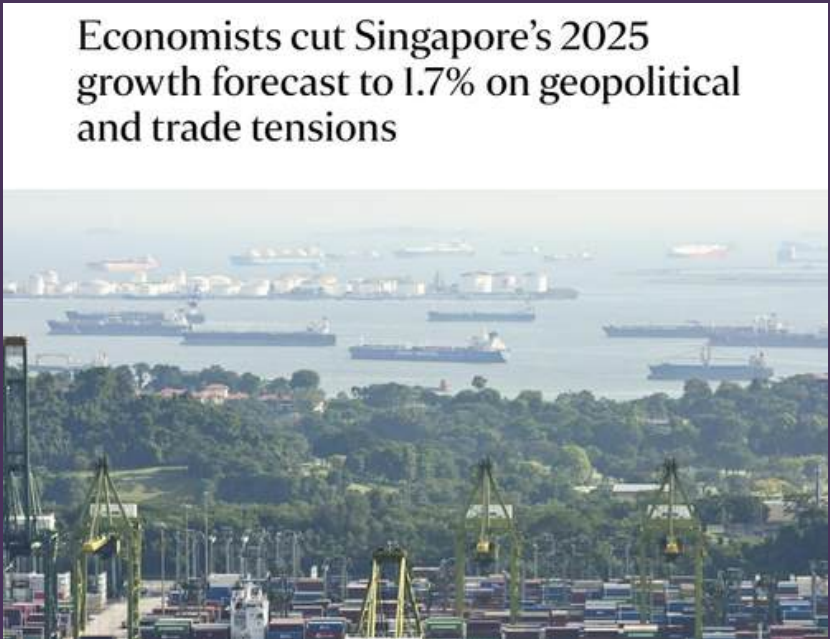 Economists cut Singapore’s 2025
growth forecast to 1.7% on geopolitical
and trade tensions